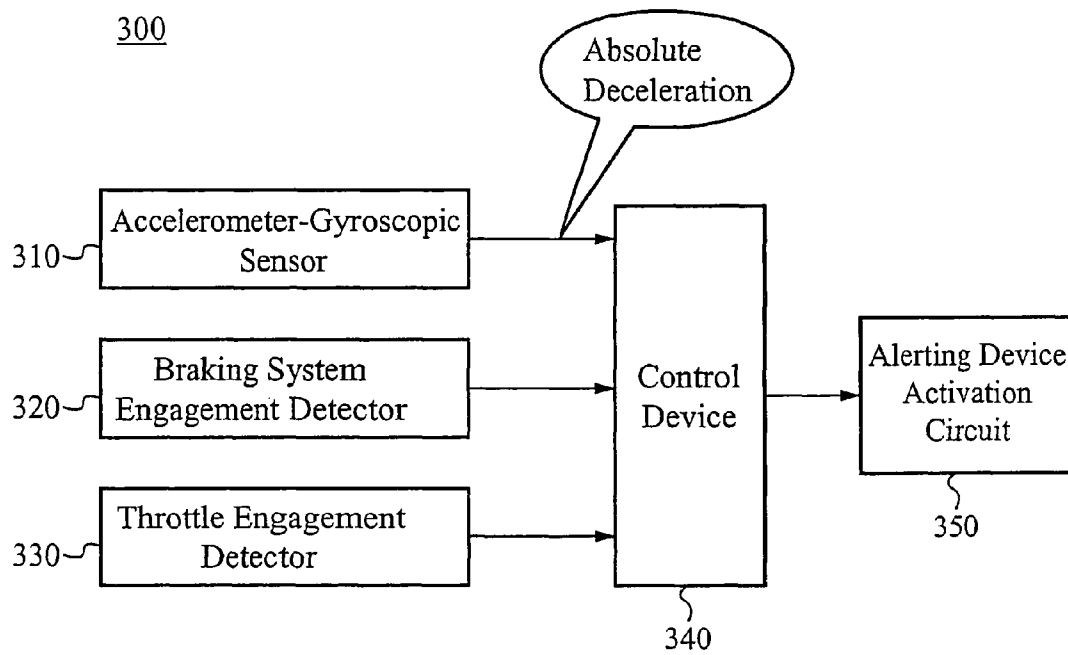 300
Absolute
Deceleration
Accelerometer-Gyroscopic
Sensor
310
Braking System
Engagement Detector
320
Throttle Engagement
Detector
330
Control
Device
340
Alerting Device
Activation
Circuit
350